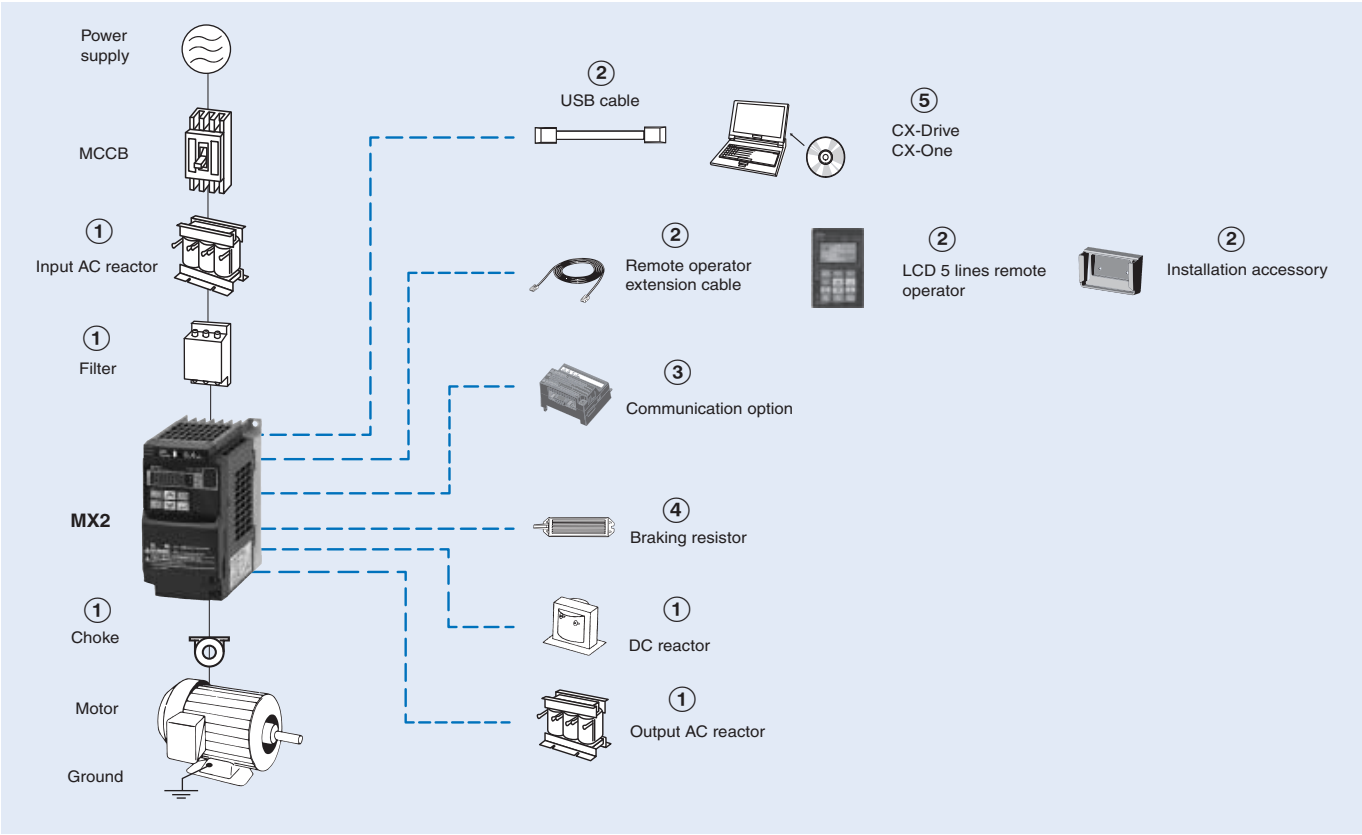 Power
supply
MCCB
1
Input AC reactor
1
Filter
MX2
1
Choke
Motor
Ground
2
USB cable
5
CX-Drive
CX-One
2
Remote operator
extension cable
2
LCD 5 lines remote
operator
2
Installation accessory
3
Communication option
4
Braking resistor
1
DC reactor
1
Output AC reactor